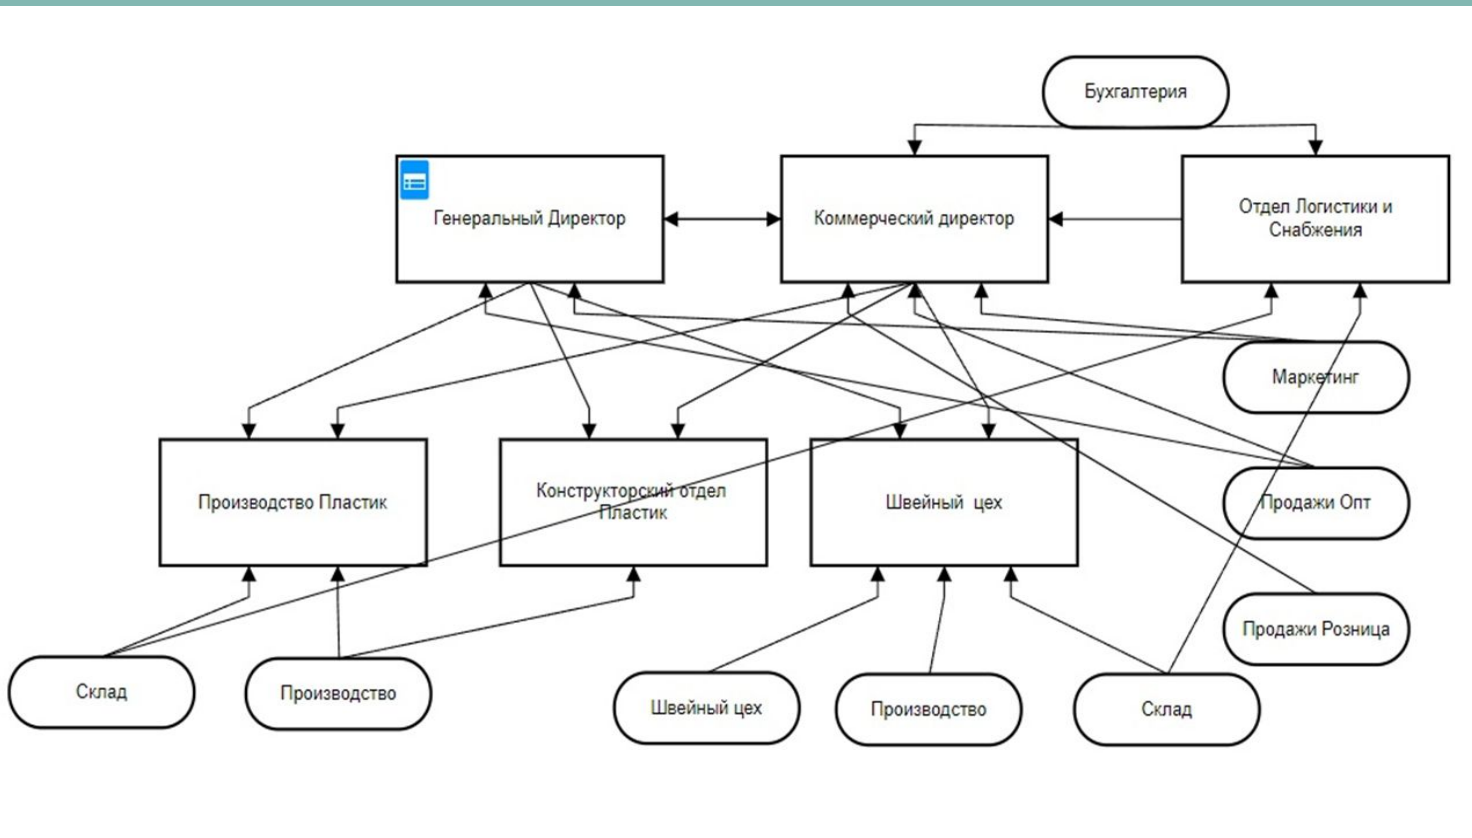 Бухгалтерия
Генеральный Директор
Коммерческий директор
Отдел Логистики и
Снабжения
Маркетинг
Производство Пластик
Конструкторский отдел
Пластик
Швейный цех
Продажи Опт
Продажи Розница
Склад
Производство
Швейный цех
Производство
Склад